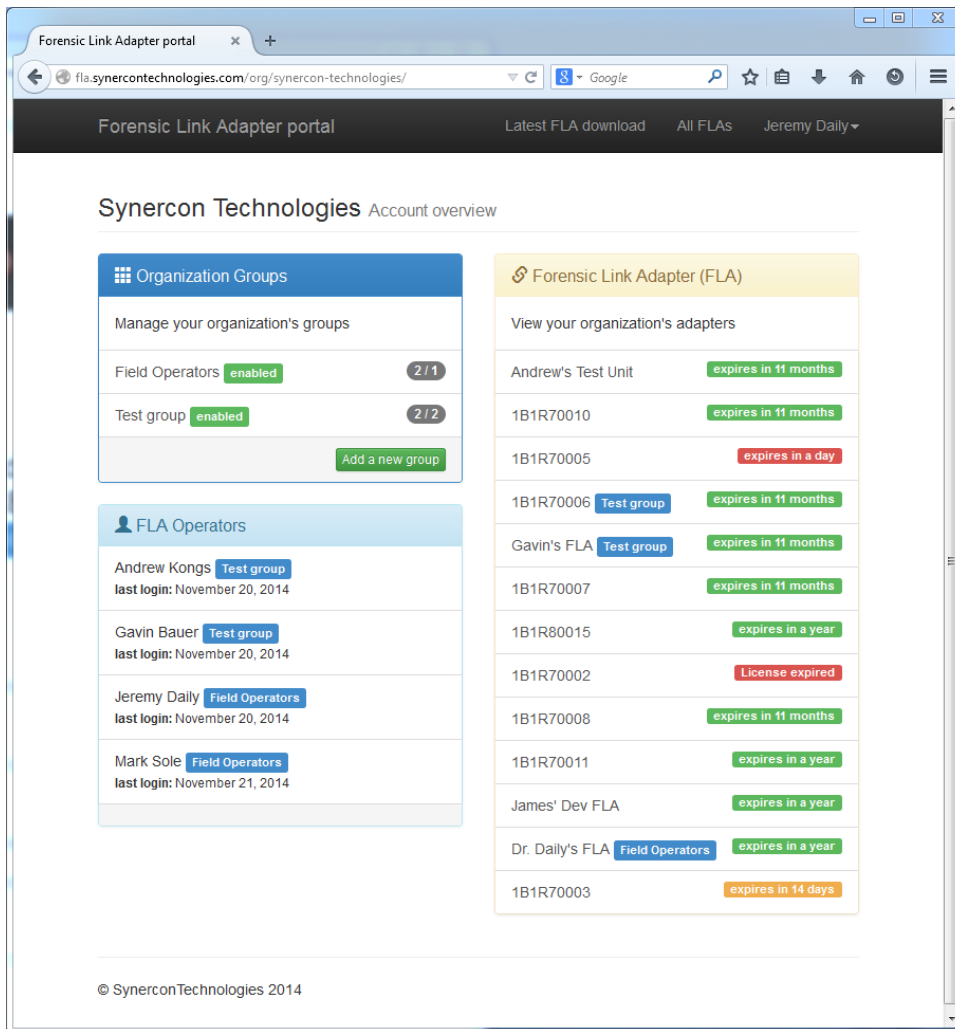 Forensic Link Adapter portal
fla.synercontechnologies.com/org/synercon-technologies/
Google
Forensic Link Adapter portal
Latest FLA download
All FLAs
Jeremy Daily
Synercon Technologies Account overview
Organization Groups
Manage your organization's groups
Field Operators enabled 2 / 1
Test group enabled 2 / 2
Add a new group
FLA Operators
Andrew Kongs Test group
last login: November 20, 2014
Gavin Bauer Test group
last login: November 20, 2014
Jeremy Daily Field Operators
last login: November 20, 2014
Mark Sole Field Operators
last login: November 21, 2014
Forensic Link Adapter (FLA)
View your organization's adapters
Andrew's Test Unit expires in 11 months
1B1R70010 expires in 11 months
1B1R70005 expires in a day
1B1R70006 Test group expires in 11 months
Gavin's FLA Test group expires in 11 months
1B1R70007 expires in 11 months
1B1R80015 expires in a year
1B1R70002 License expired
1B1R70008 expires in 11 months
1B1R70011 expires in a year
James' Dev FLA expires in a year
Dr. Daily's FLA Field Operators expires in a year
1B1R70003 expires in 14 days
© SynerconTechnologies 2014